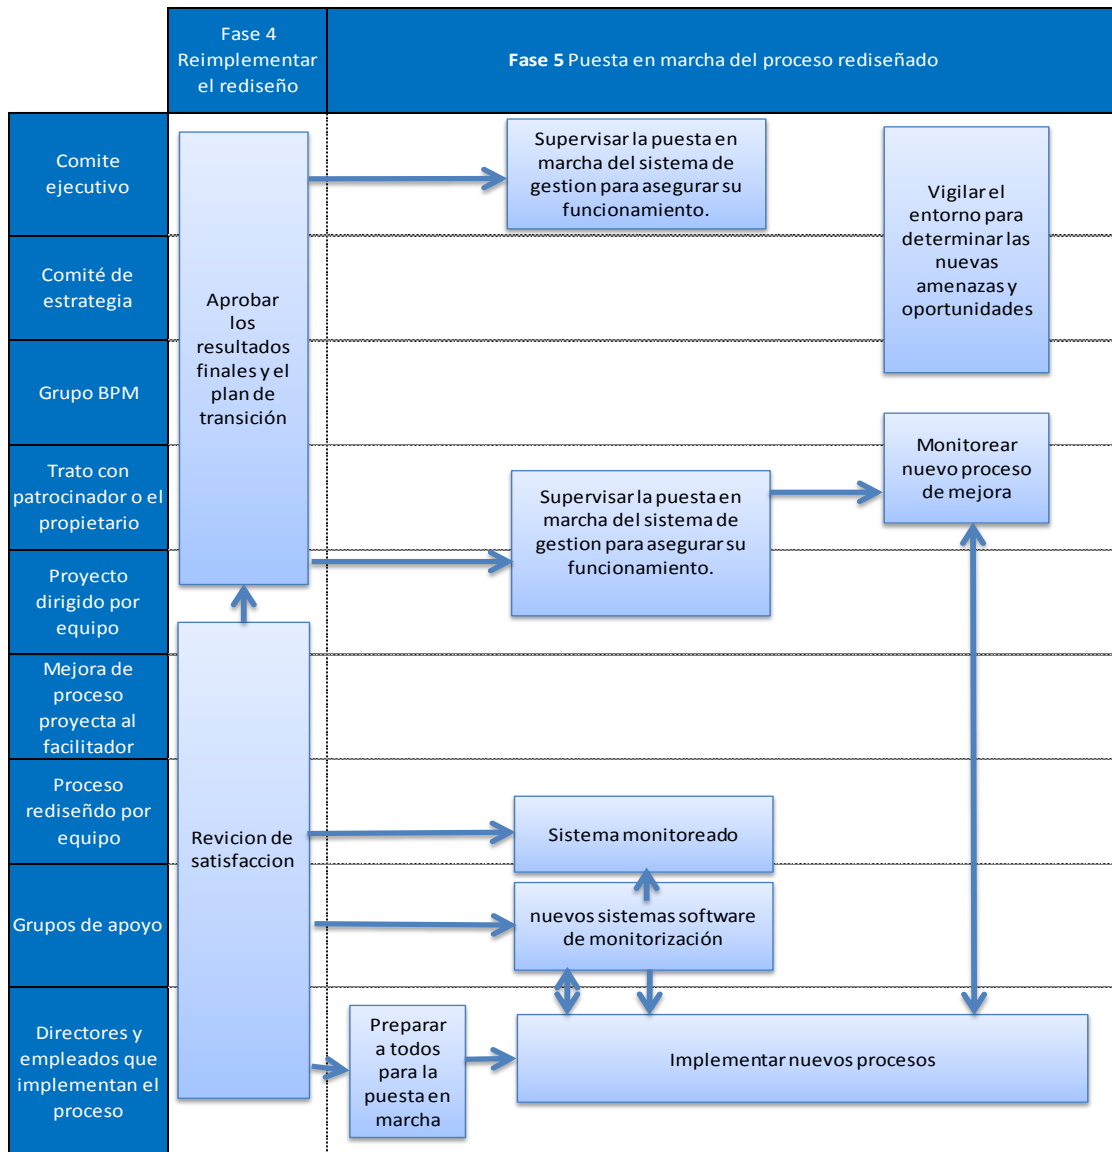 Fase 4
Reimplementar
el rediseño
Fase 5 Puesta en marcha del proceso rediseñado
Comite
ejecutivo
Comité de
estrategia
Grupo BPM
Trato con
patrocinador o el
propietario
Proyecto
dirigido por
equipo
Mejora de
proceso
proyecta al
facilitador
Proceso
rediseñdo por
equipo
Grupos de apoyo
Directores y
empleados que
implementan el
proceso
Aprobar
los
resultados
finales y el
plan de
transición
Revicion de
satisfaccion
Supervisar la puesta en
marcha del sistema de
gestion para asegurar su
funcionamiento.
Vigilar el
entorno para
determinar las
nuevas
amenazas y
oportunidades
Supervisar la puesta en
marcha del sistema de
gestion para asegurar su
funcionamiento.
Monitorear
nuevo proceso
de mejora
Sistema monitoreado
nuevos sistemas software
de monitorización
Preparar
a todos
para la
puesta en
marcha
Implementar nuevos procesos